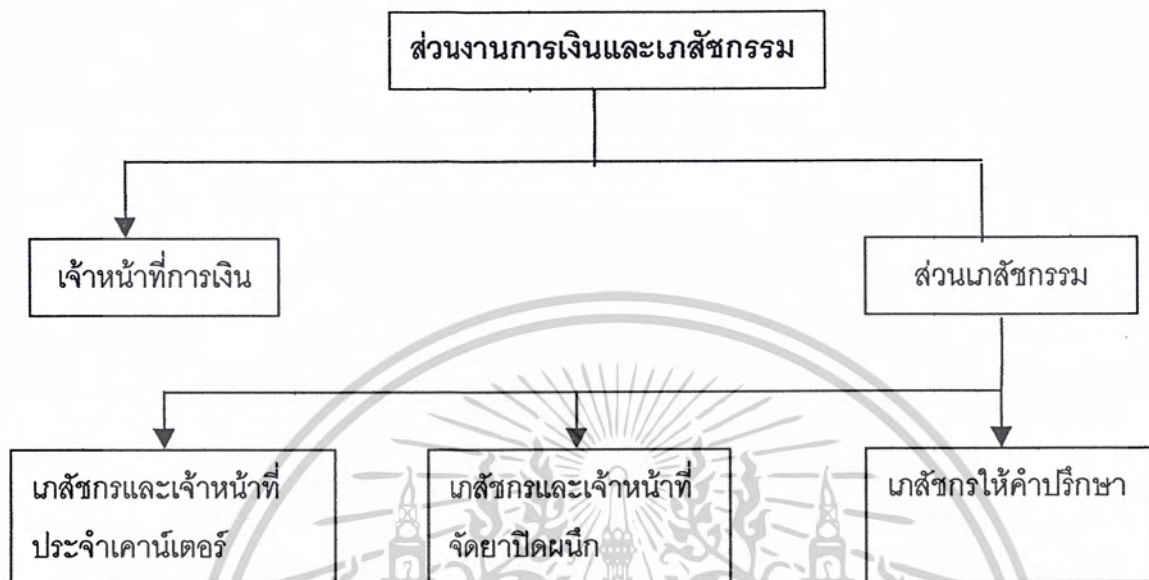 ส่วนงานการเงินและเภสัชกรรม
เจ้าหน้าที่การเงิน
ส่วนเภสัชกรรม
เภสัชกรและเจ้าหน้าที่
ประจำเคาน์เตอร์
เภสัชกรและเจ้าหน้าที่
จัดยาปิดผนึก
เภสัชกรให้คำปรึกษา